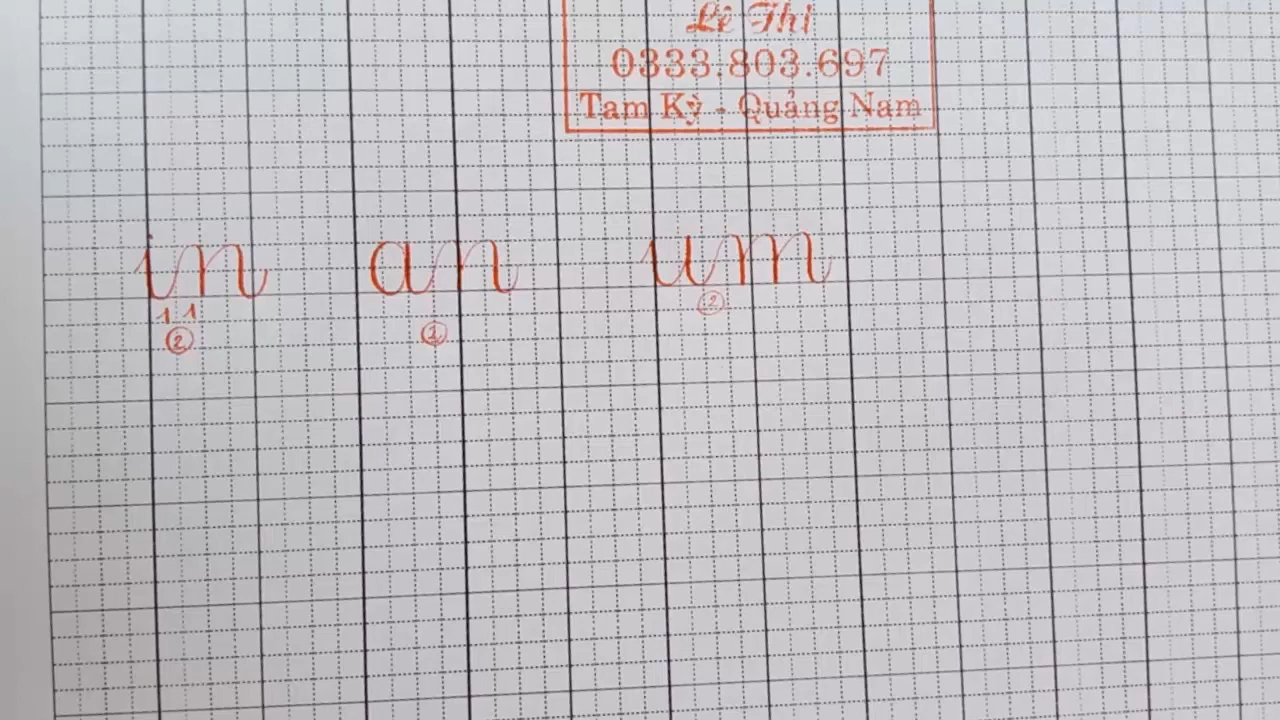 Lê Thi
0333.803.697
Tam Kỳ - Quảng Nam
in an um
1 1
2 1 2